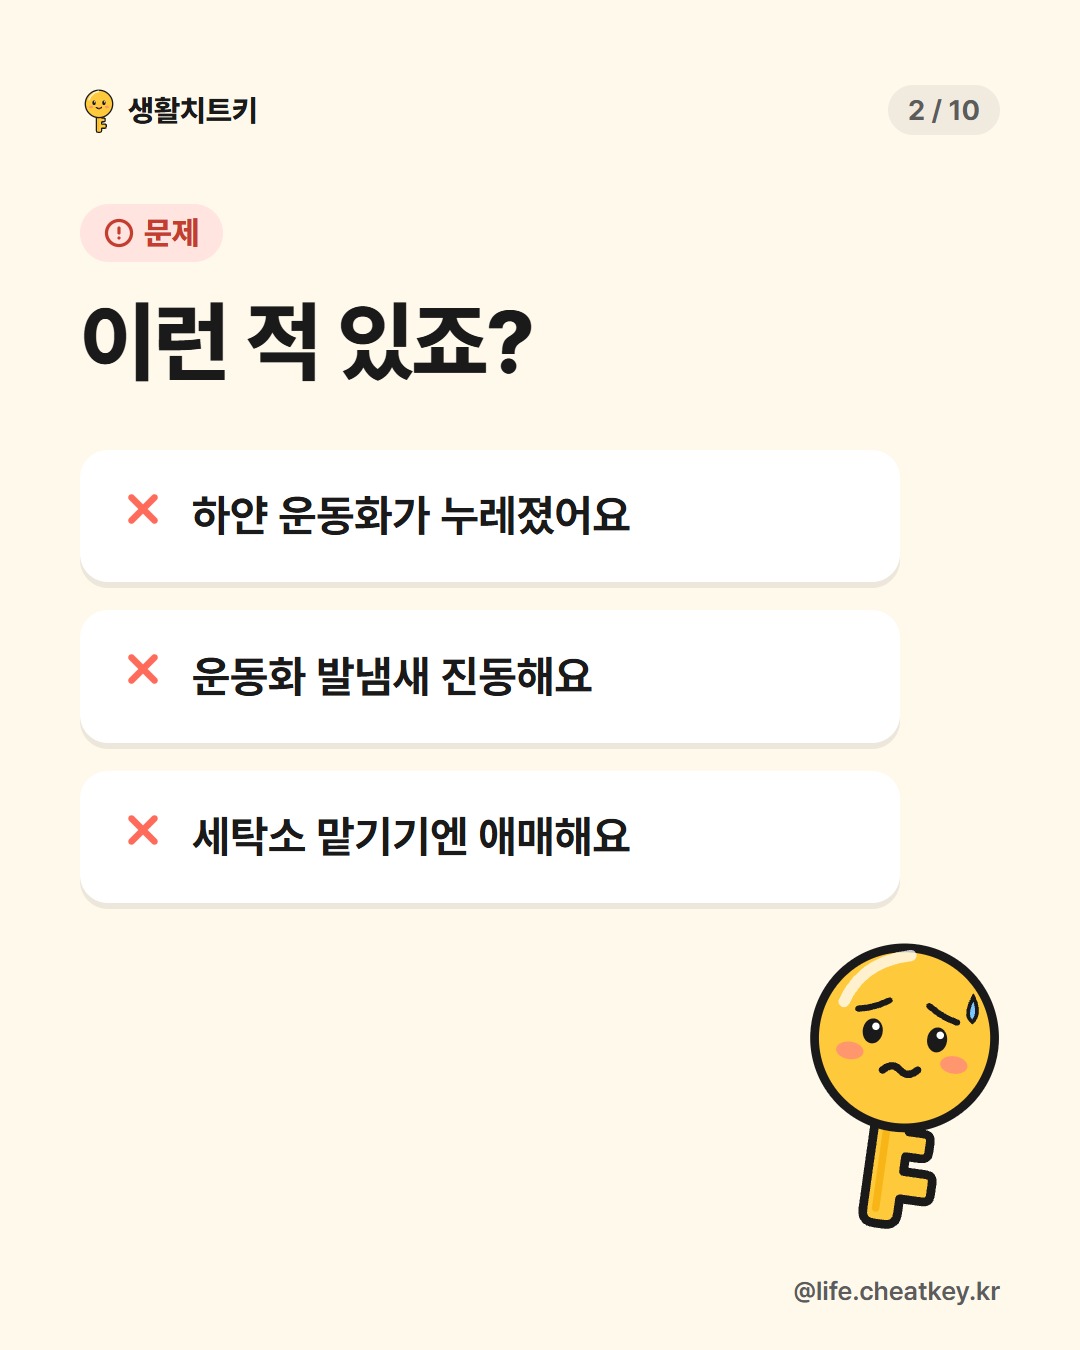 생활치트키
2 / 10
문제
이런 적 있죠?
하얀 운동화가 누레졌어요
운동화 발냄새 진동해요
세탁소 맡기기엔 애매해요
@life.cheatkey.kr